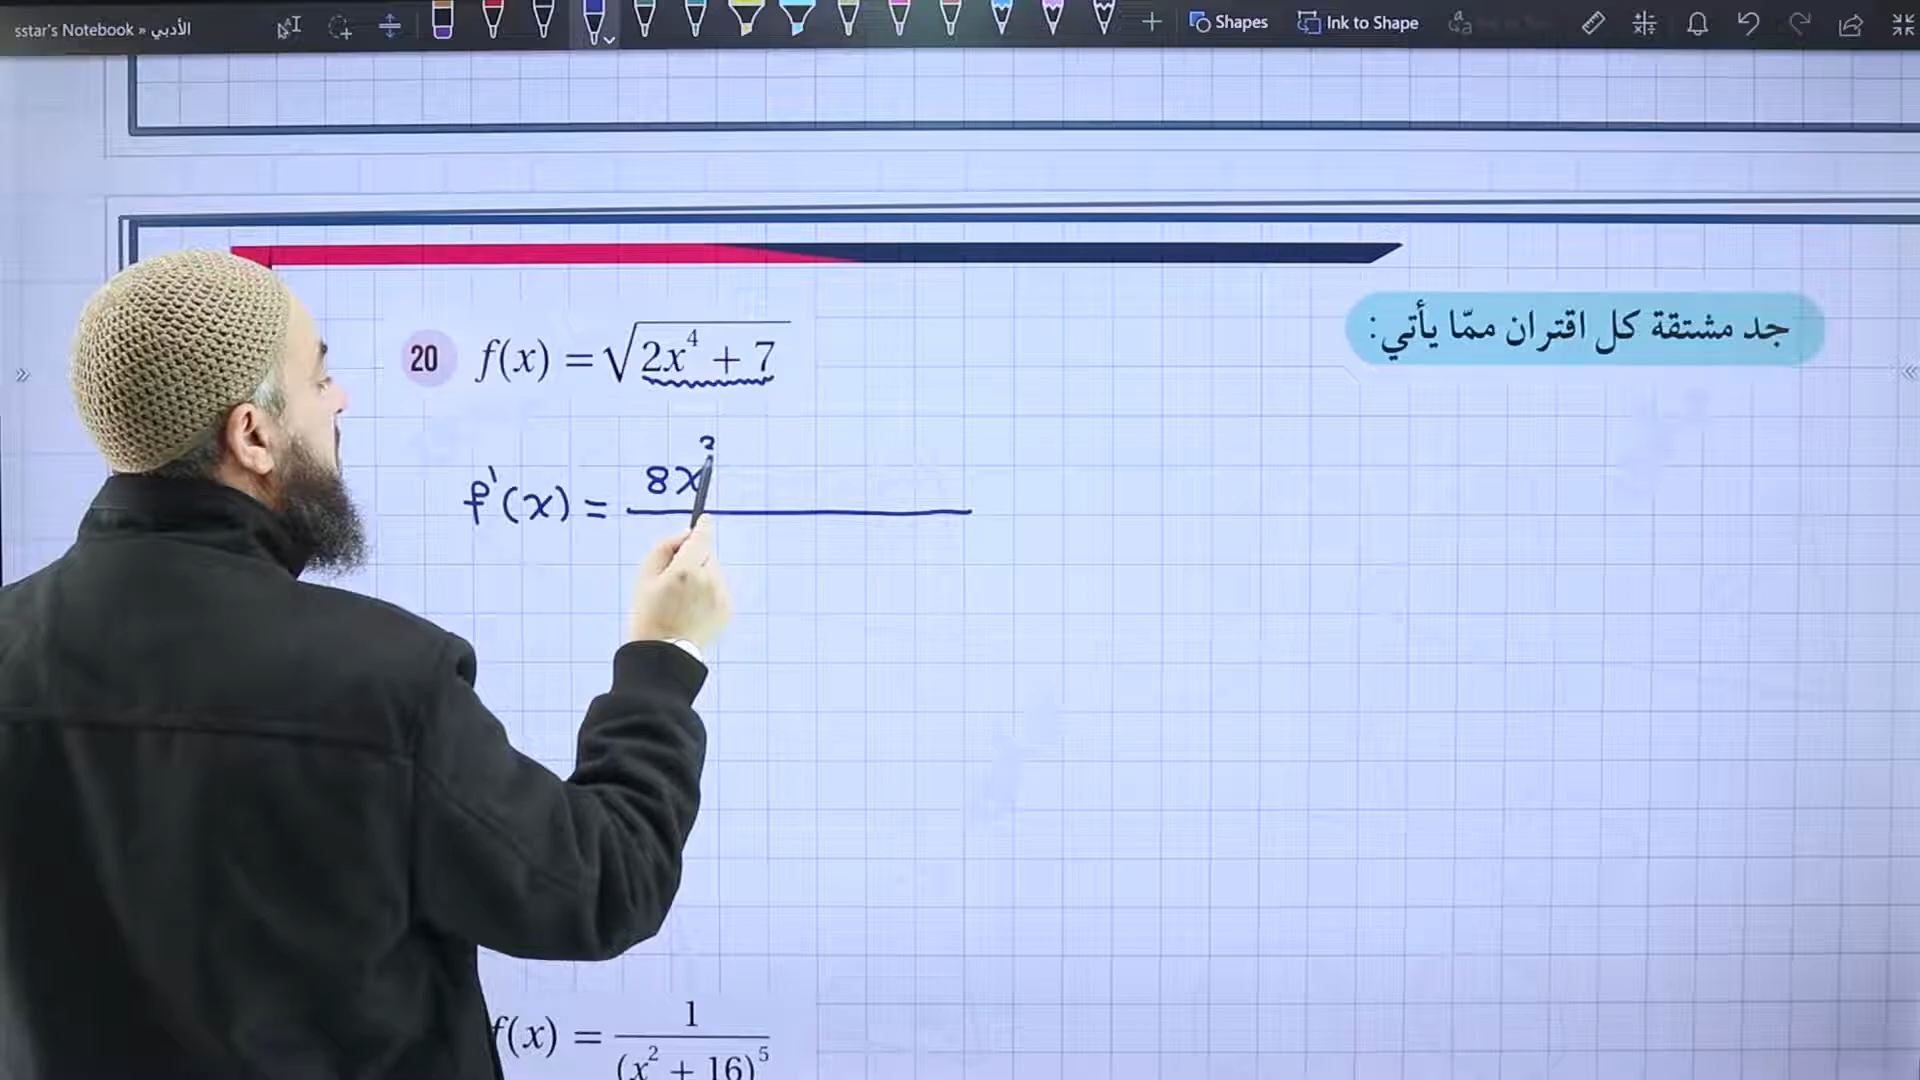 sstar's Notebook » الأدبي
Shapes
Ink to Shape
جد مشتقة كل اقتران ممّا يأتي:
20 f(x) = √(2x⁴ + 7)
f'(x) = 8x³
f(x) = 1 / (x² + 16)⁵